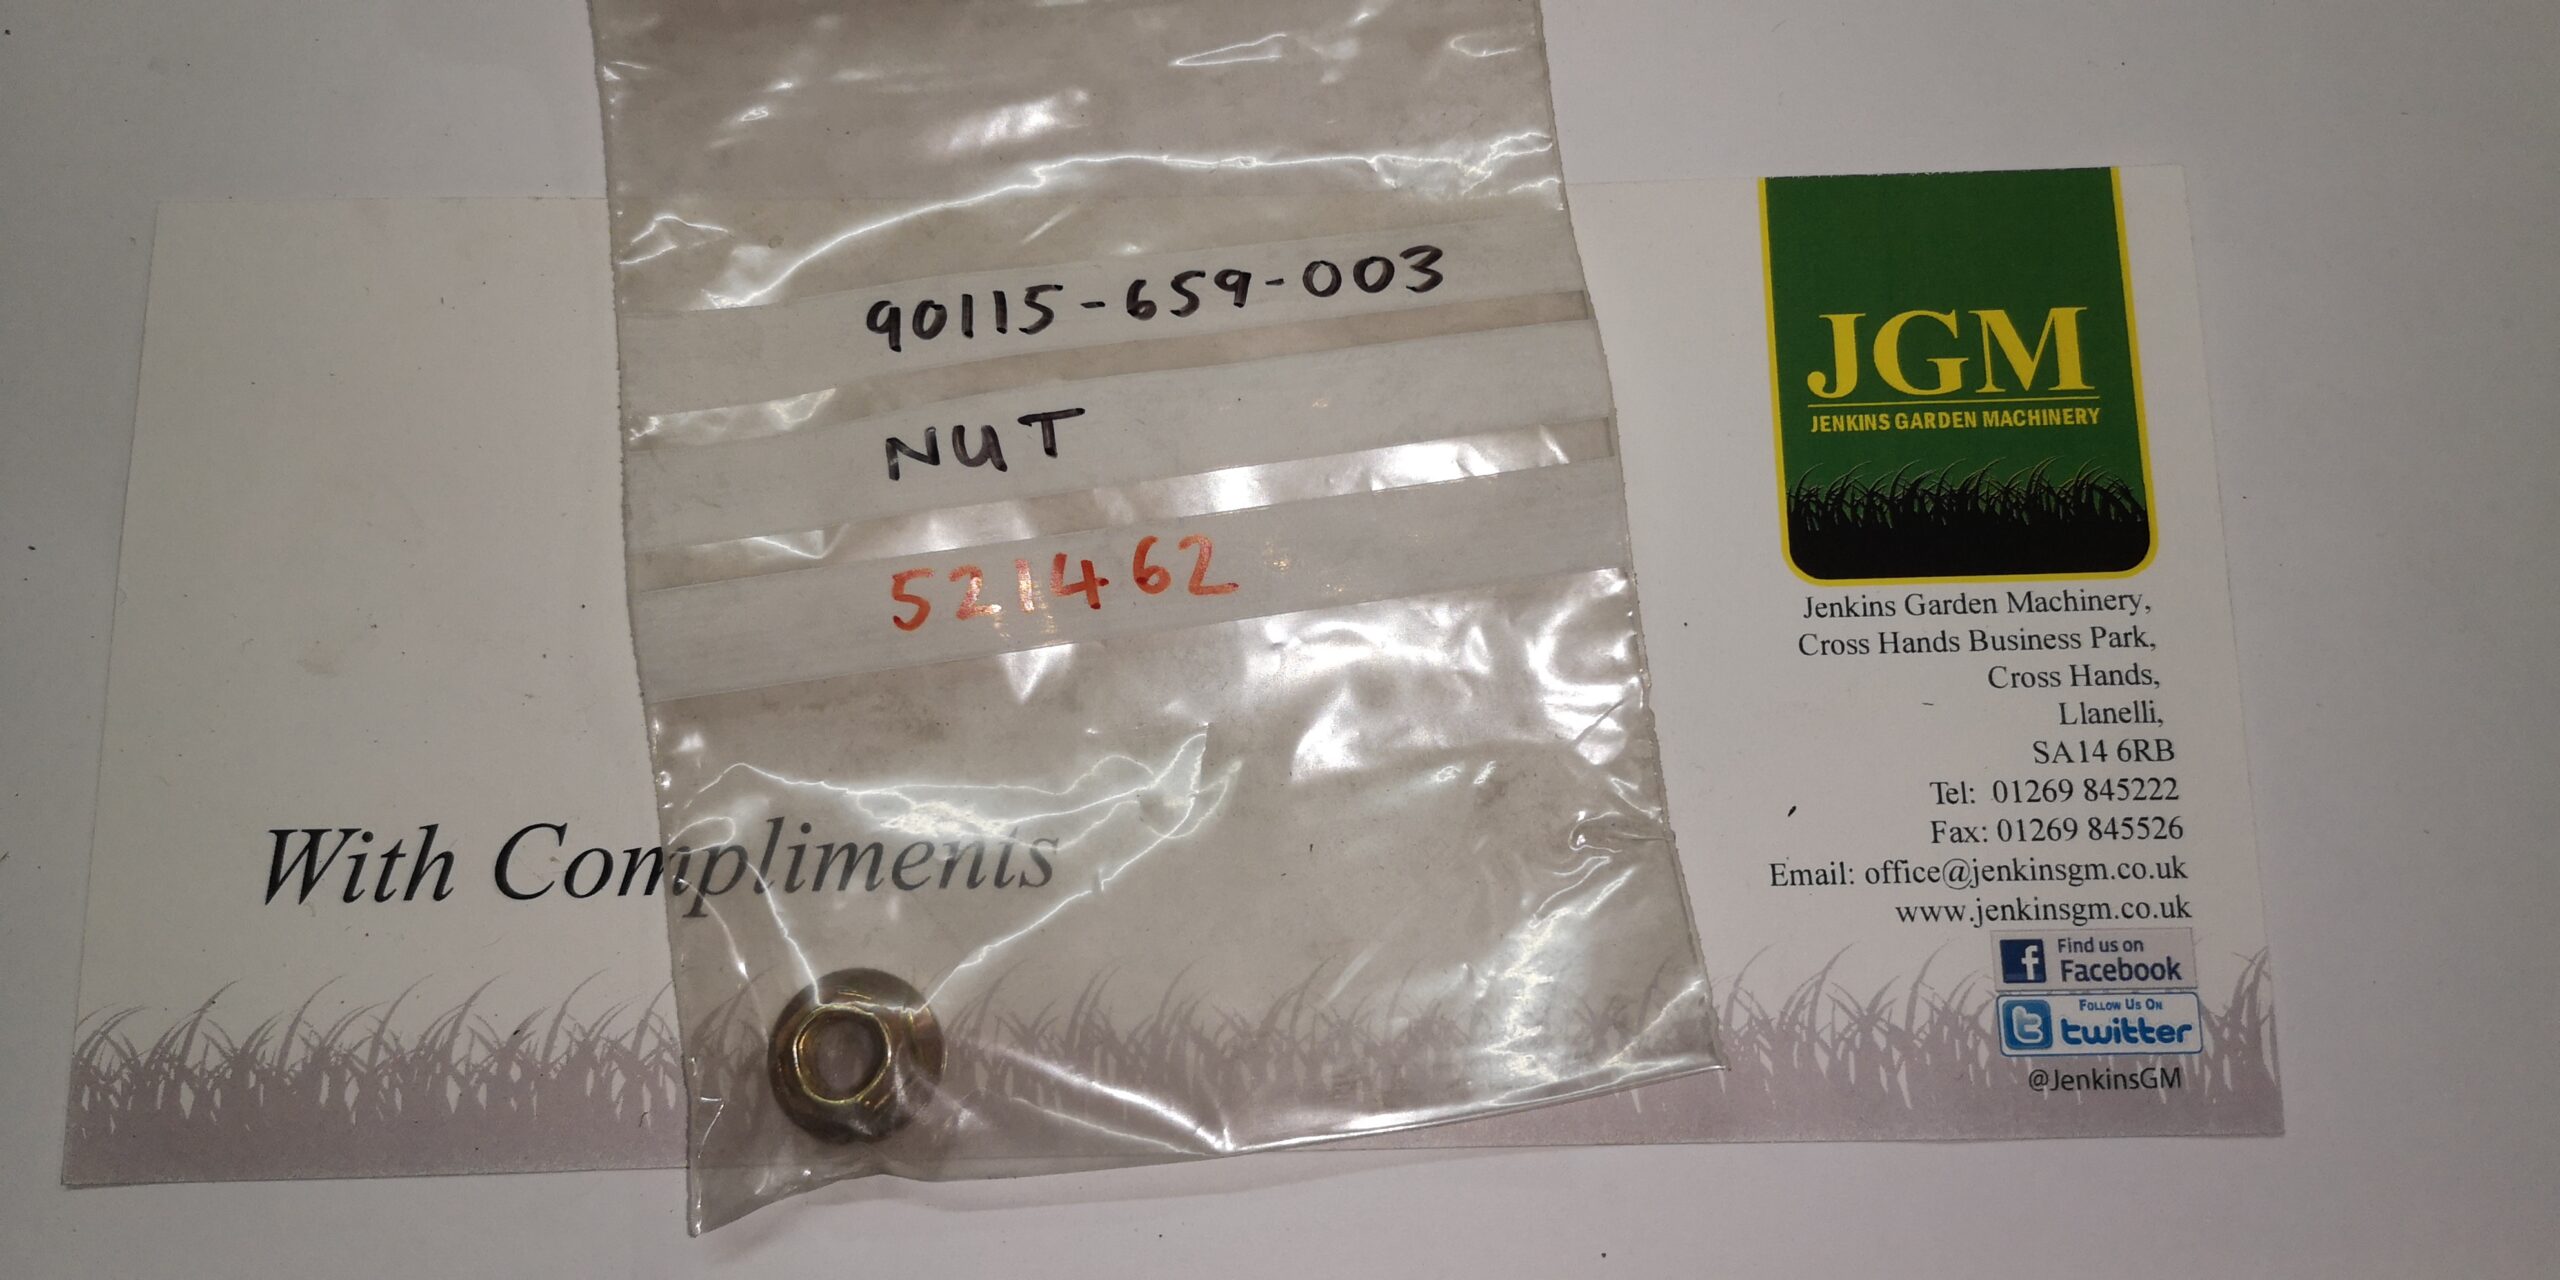 90115-659-003
NUT
521462
With Compliments
JGM
JENKINS GARDEN MACHINERY
Jenkins Garden Machinery,
Cross Hands Business Park,
Cross Hands,
Llanelli,
SA14 6RB
Tel: 01269 845222
Fax: 01269 845526
Email: office@jenkinsgm.co.uk
www.jenkinsgm.co.uk
f
Find us on
Facebook
t
FOLLOW US ON
twitter
@JenkinsGM